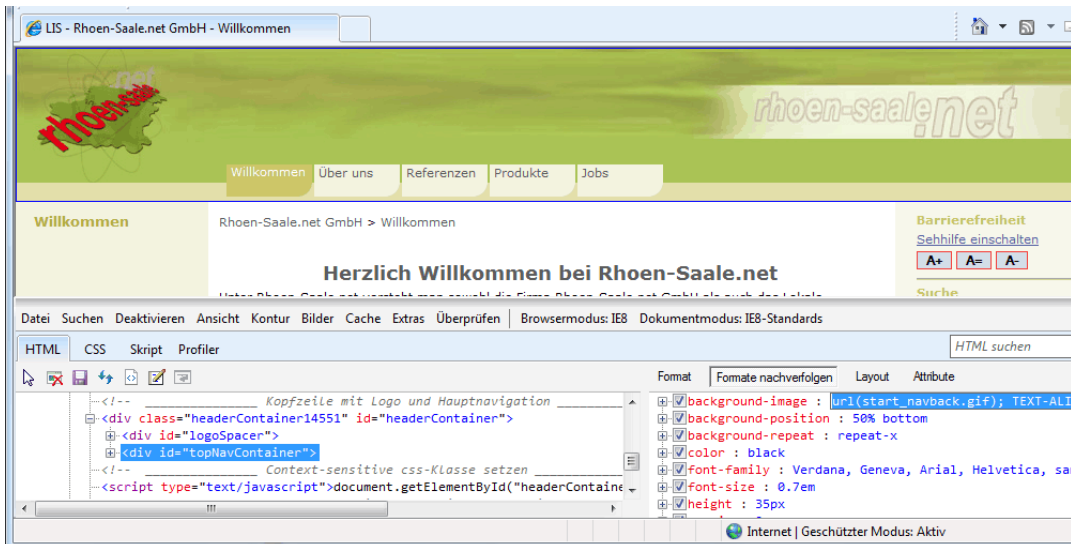 LIS - Rhoen-Saale.net GmbH - Willkommen
rhoen-saale.net
rhoen-saale.net
Willkommen Über uns Referenzen Produkte Jobs
Willkommen
Rhoen-Saale.net GmbH > Willkommen
Barrierefreiheit
Sehhilfe einschalten
A+ A= A-
Herzlich Willkommen bei Rhoen-Saale.net
Suche
Datei Suchen Deaktivieren Ansicht Kontur Bilder Cache Extras Überprüfen | Browsermodus: IE8 Dokumentmodus: IE8-Standards
HTML CSS Skript Profiler
HTML suchen
Format Formate nachverfolgen Layout Attribute
<!-- ________________ Kopfzeile mit Logo und Hauptnavigation _________
<div class="headerContainer14551" id="headerContainer">
<div id="logoSpacer">
<div id="topNavContainer">
<!-- ________________ Context-sensitive css-Klasse setzen ____________
<script type="text/javascript">document.getElementById("headerContaine
background-image : url(start_navback.gif); TEXT-ALI
background-position : 50% bottom
background-repeat : repeat-x
color : black
font-family : Verdana, Geneva, Arial, Helvetica, sa
font-size : 0.7em
height : 35px
Internet | Geschützter Modus: Aktiv